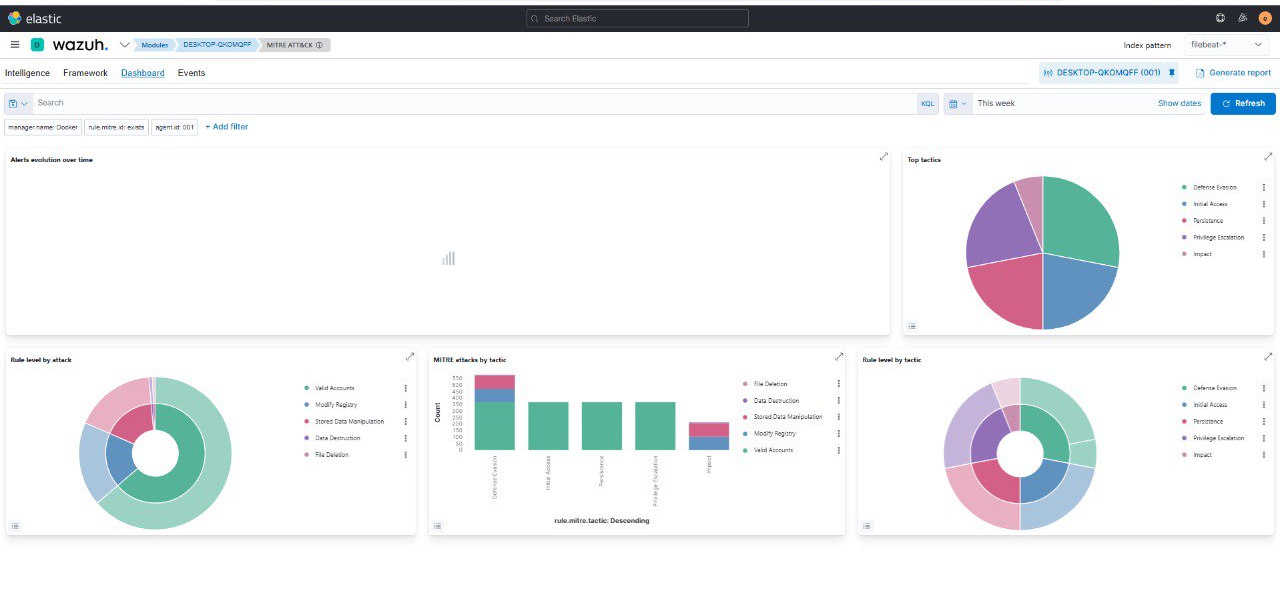 elastic
Search Elastic
e
D wazuh. Modules DESKTOP-QKOMQFF MITRE ATT&CK
Index pattern filebeat-*
Intelligence Framework Dashboard Events
DESKTOP-QKOMQFF (001) Generate report
Search KQL This week Show dates Refresh
manager.name: Docker rule.mitre.id: exists agent.id: 001 + Add filter
Alerts evolution over time
Top tactics
Defense Evasion
Initial Access
Persistence
Privilege Escalation
Impact
Rule level by attack
Valid Accounts
Modify Registry
Stored Data Manipulation
Data Destruction
File Deletion
MITRE attacks by tactic
Count
550
500
450
400
350
300
250
200
150
100
50
0
Defense Evasion
Initial Access
Persistence
Privilege Escalation
Impact
rule.mitre.tactic: Descending
File Deletion
Data Destruction
Stored Data Manipulation
Modify Registry
Valid Accounts
Rule level by tactic
Defense Evasion
Initial Access
Persistence
Privilege Escalation
Impact